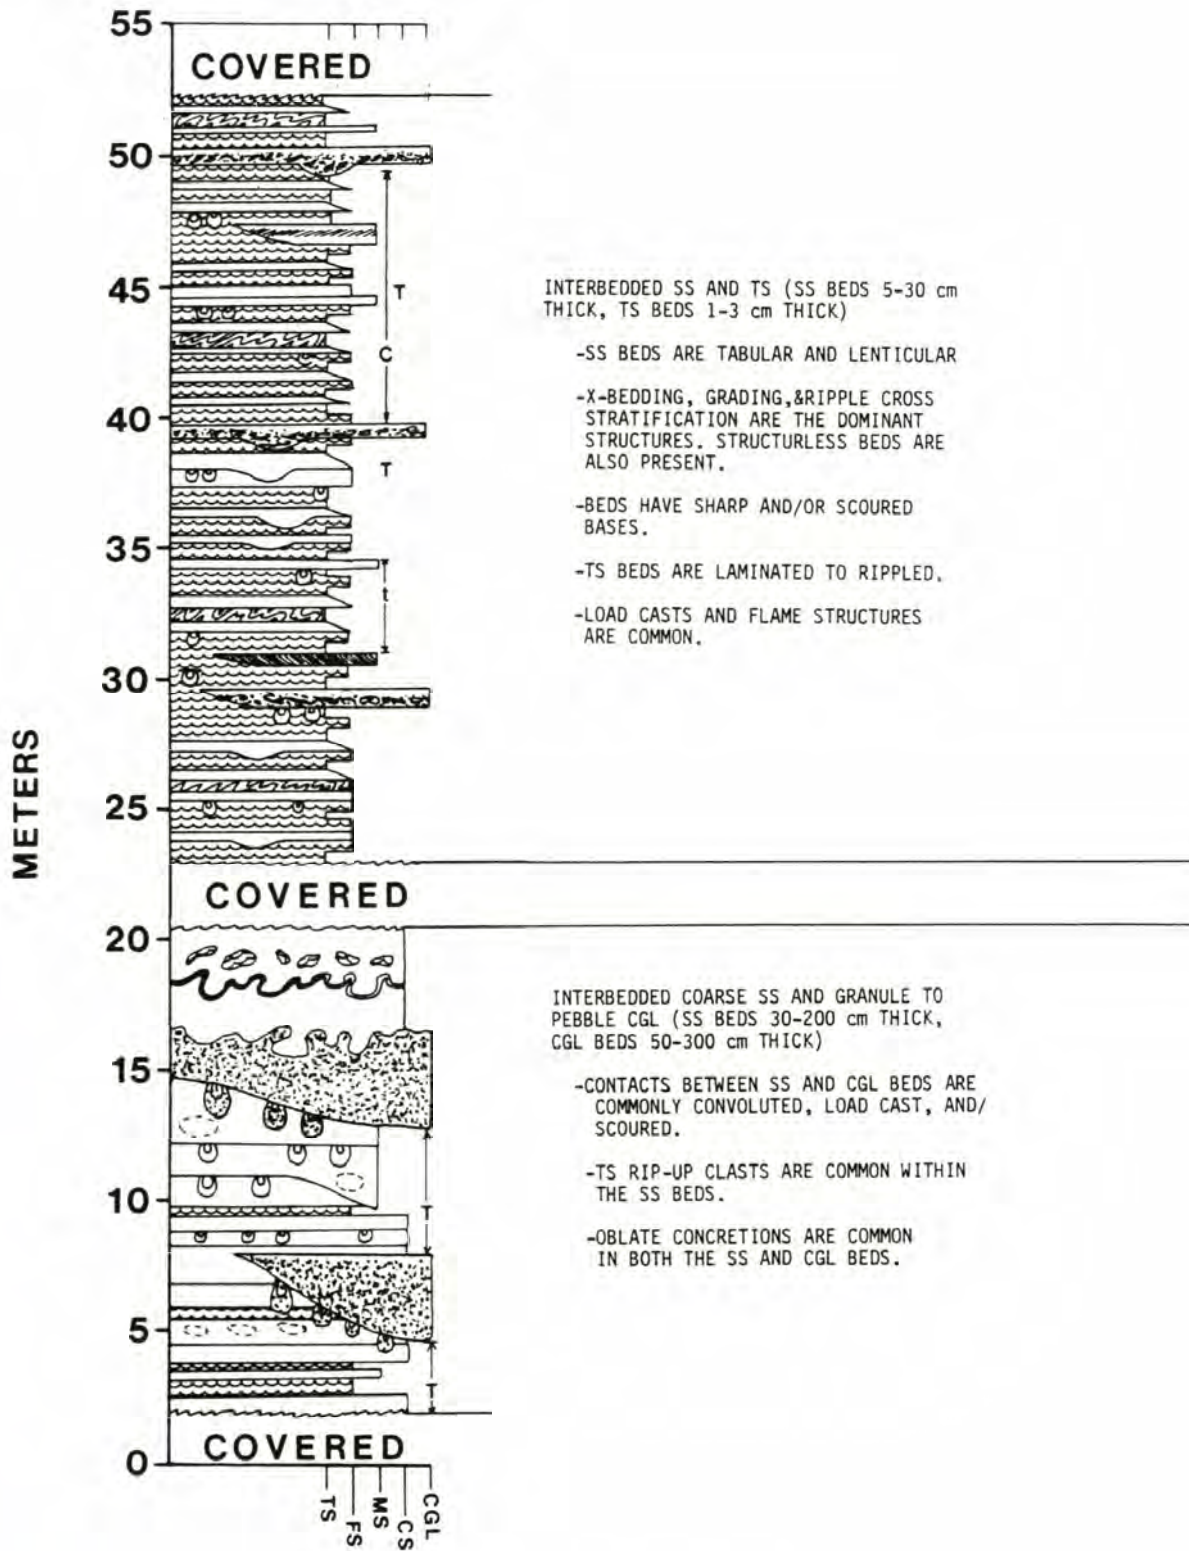 55
COVERED
50
45
T
C
40
T
35
t
30
25
METERS
INTERBEDDED SS AND TS (SS BEDS 5-30 cm
THICK, TS BEDS 1-3 cm THICK)
-SS BEDS ARE TABULAR AND LENTICULAR
-X-BEDDING, GRADING,&RIPPLE CROSS
STRATIFICATION ARE THE DOMINANT
STRUCTURES. STRUCTURLESS BEDS ARE
ALSO PRESENT.
-BEDS HAVE SHARP AND/OR SCOURED
BASES.
-TS BEDS ARE LAMINATED TO RIPPLED.
-LOAD CASTS AND FLAME STRUCTURES
ARE COMMON.
COVERED
20
15
10
T
5
T
INTERBEDDED COARSE SS AND GRANULE TO
PEBBLE CGL (SS BEDS 30-200 cm THICK,
CGL BEDS 50-300 cm THICK)
-CONTACTS BETWEEN SS AND CGL BEDS ARE
COMMONLY CONVOLUTED, LOAD CAST, AND/
SCOURED.
-TS RIP-UP CLASTS ARE COMMON WITHIN
THE SS BEDS.
-OBLATE CONCRETIONS ARE COMMON
IN BOTH THE SS AND CGL BEDS.
COVERED
0
TS
FS
MS
CS
CGL